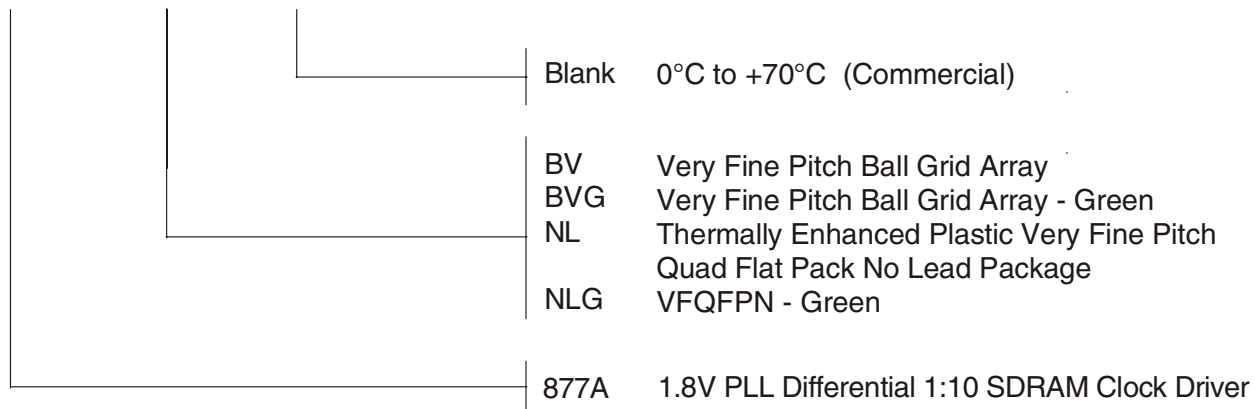 Blank 0°C to +70°C (Commercial)
BV Very Fine Pitch Ball Grid Array
BVG Very Fine Pitch Ball Grid Array - Green
NL Thermally Enhanced Plastic Very Fine Pitch
Quad Flat Pack No Lead Package
NLG VFQFPN - Green
877A 1.8V PLL Differential 1:10 SDRAM Clock Driver